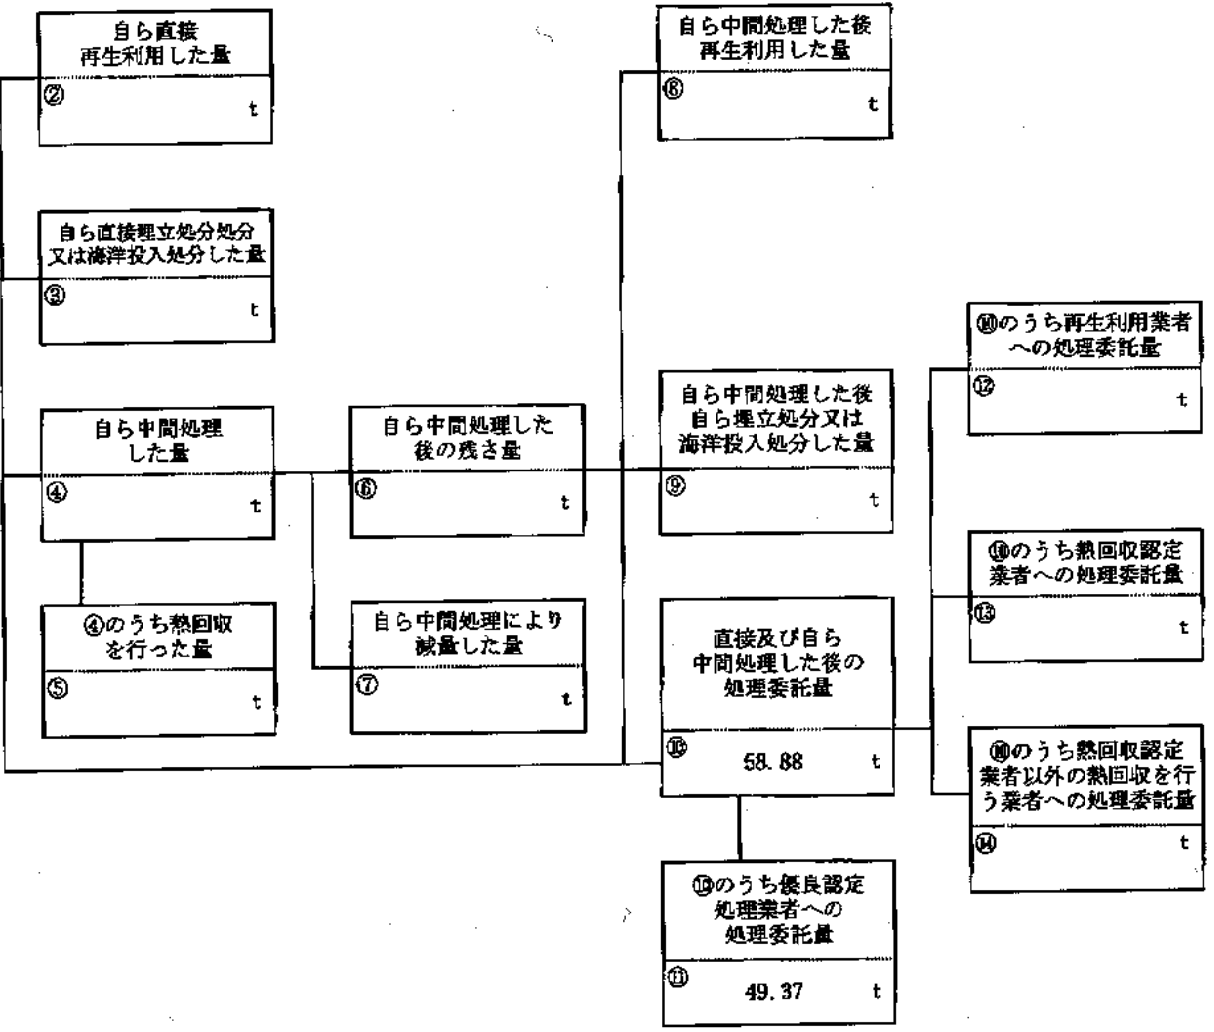 自ら直接
再生利用した量
②
t
自ら中間処理した後
再生利用した量
⑧
t
自ら直接埋立処分処分
又は海洋投入処分した量
③
t
⑩のうち再生利用業者
への処理委託量
⑫
t
自ら中間処理
した量
④
t
自ら中間処理した
後の残さ量
⑥
t
自ら中間処理した後
自ら埋立処分又は
海洋投入処分した量
⑨
t
⑩のうち熱回収認定
業者への処理委託量
⑬
t
④のうち熱回収
を行った量
⑤
t
自ら中間処理により
減量した量
⑦
t
直接及び自ら
中間処理した後の
処理委託量
⑩
58.88 t
⑩のうち熱回収認定
業者以外の熱回収を行
う業者への処理委託量
⑭
t
⑩のうち優良認定
処理業者への
処理委託量
⑪
49.37 t